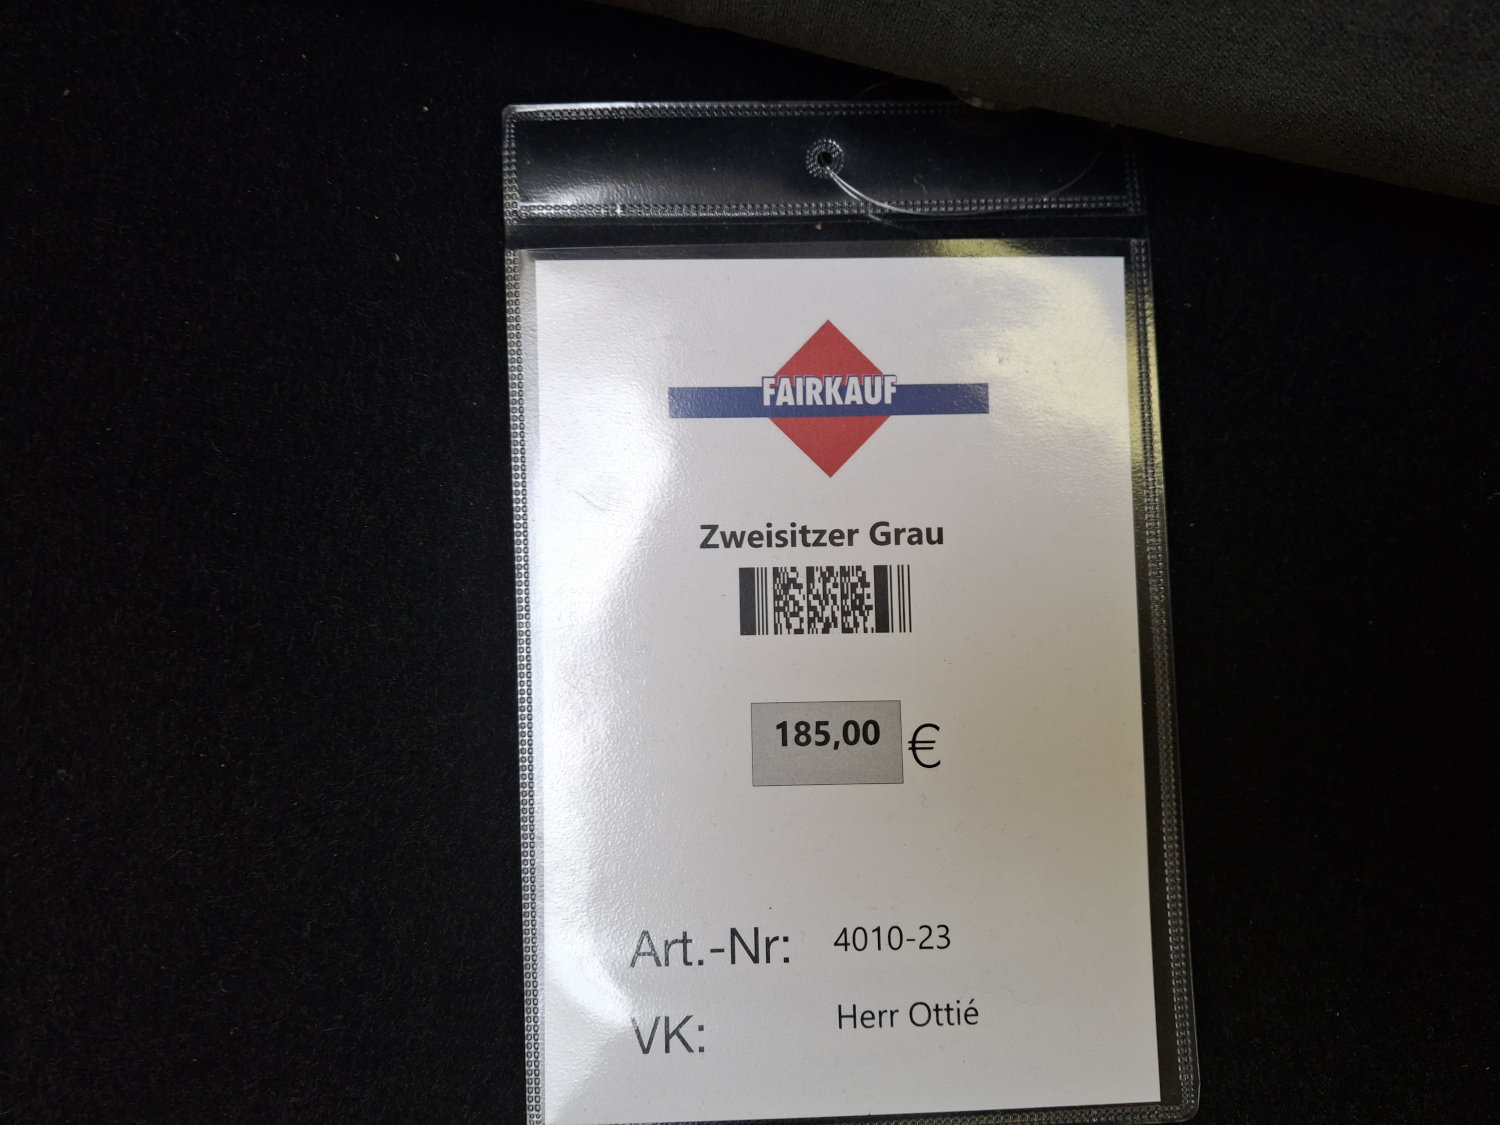 FAIRKAUF
Zweisitzer Grau
185,00 €
Art.-Nr: 4010-23
VK: Herr Ottié